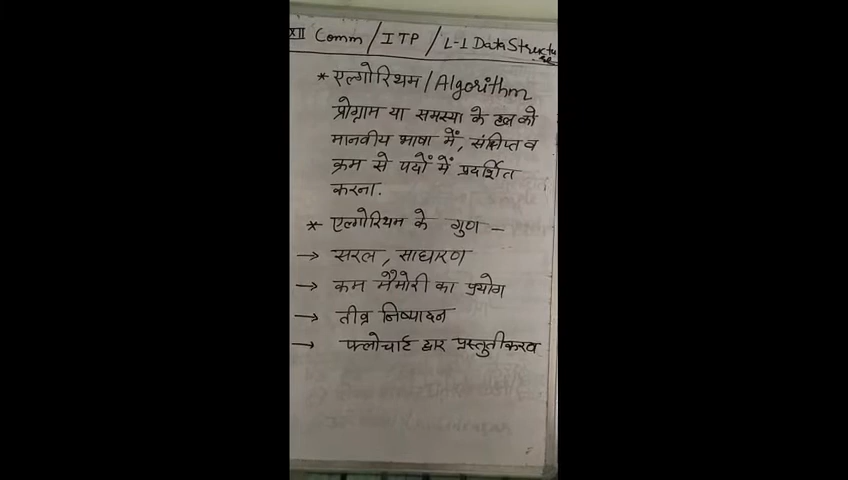 XII Comm / ITP / L-1 Data Structure
* एल्गोरिथम / Algorithm
प्रोग्राम या समस्या के हल को
मानवीय भाषा में, संक्षिप्त व
क्रम से पदों में प्रदर्शित
करना.
* एल्गोरिथम के गुण -
→ सरल, साधारण
→ कम मैमोरी का प्रयोग
→ तीव्र निष्पादन
→ फ्लोचार्ट द्वार प्रस्तुतीकरण